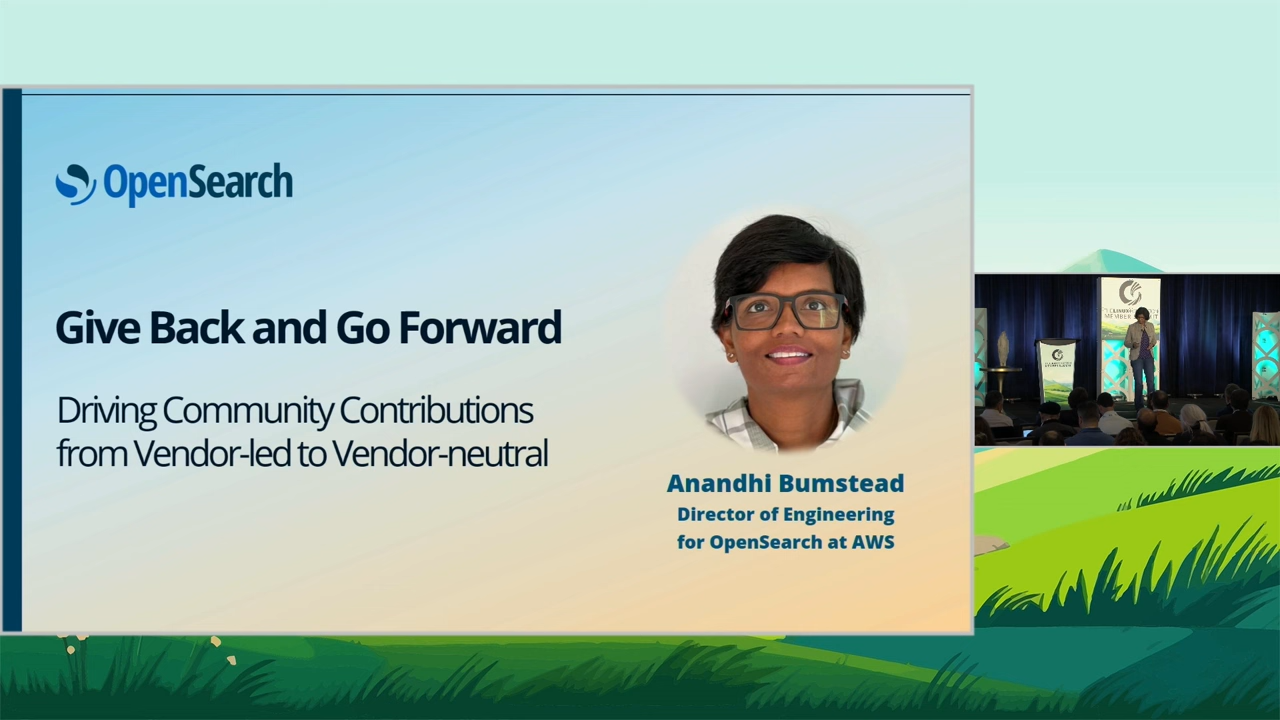 OpenSearch
Give Back and Go Forward
Driving Community Contributions
from Vendor-led to Vendor-neutral
Anandhi Bumstead
Director of Engineering
for OpenSearch at AWS